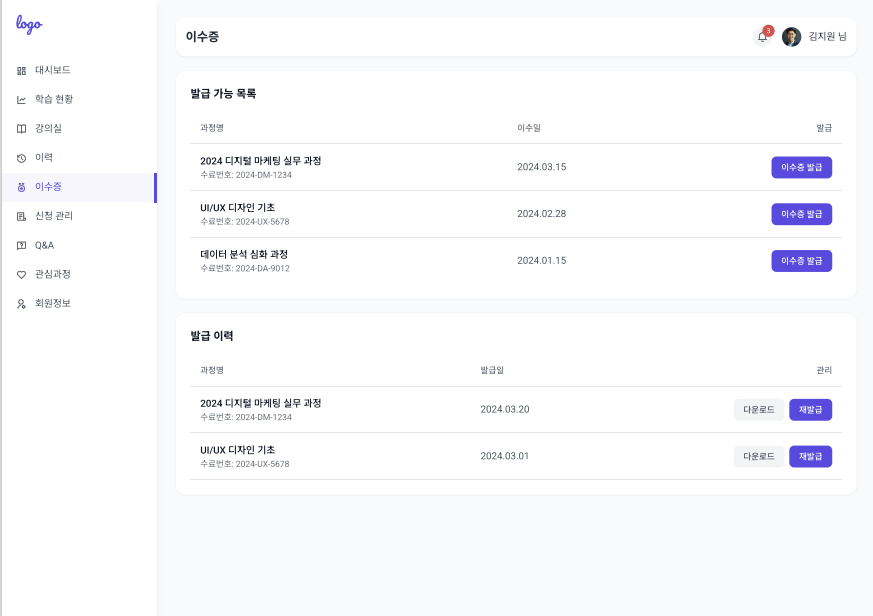 logo
대시보드
학습 현황
강의실
이력
이수증
신청 관리
Q&A
관심과정
회원정보
이수증
3
김지원 님
발급 가능 목록
과정명 이수일 발급
2024 디지털 마케팅 실무 과정
수료번호: 2024-DM-1234
2024.03.15
이수증 발급
UI/UX 디자인 기초
수료번호: 2024-UX-5678
2024.02.28
이수증 발급
데이터 분석 심화 과정
수료번호: 2024-DA-9012
2024.01.15
이수증 발급
발급 이력
과정명 발급일 관리
2024 디지털 마케팅 실무 과정
수료번호: 2024-DM-1234
2024.03.20
다운로드 재발급
UI/UX 디자인 기초
수료번호: 2024-UX-5678
2024.03.01
다운로드 재발급